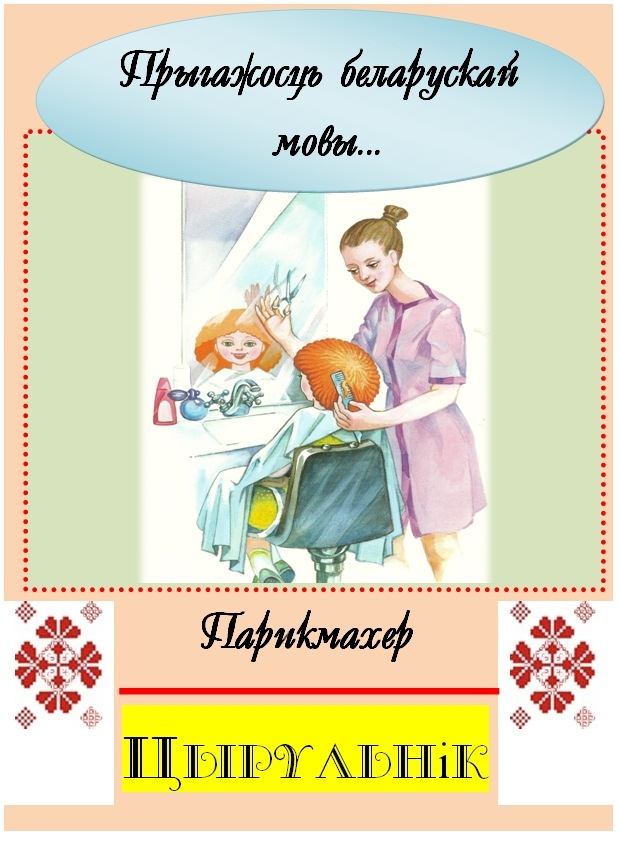 Прыгажосць беларускай
мовы...
Парикмахер
Цырульнік